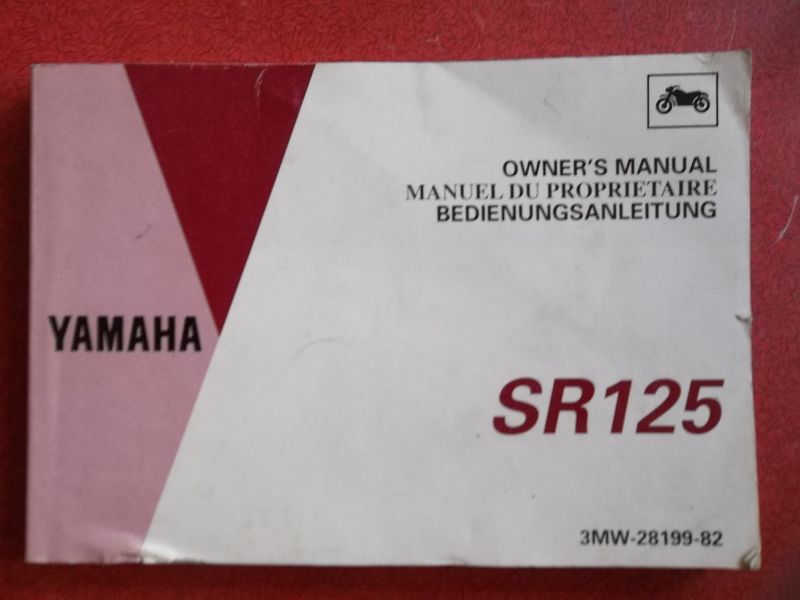 OWNER'S MANUAL
MANUEL DU PROPRIETAIRE
BEDIENUNGSANLEITUNG
YAMAHA
SR125
3MW-28199-82